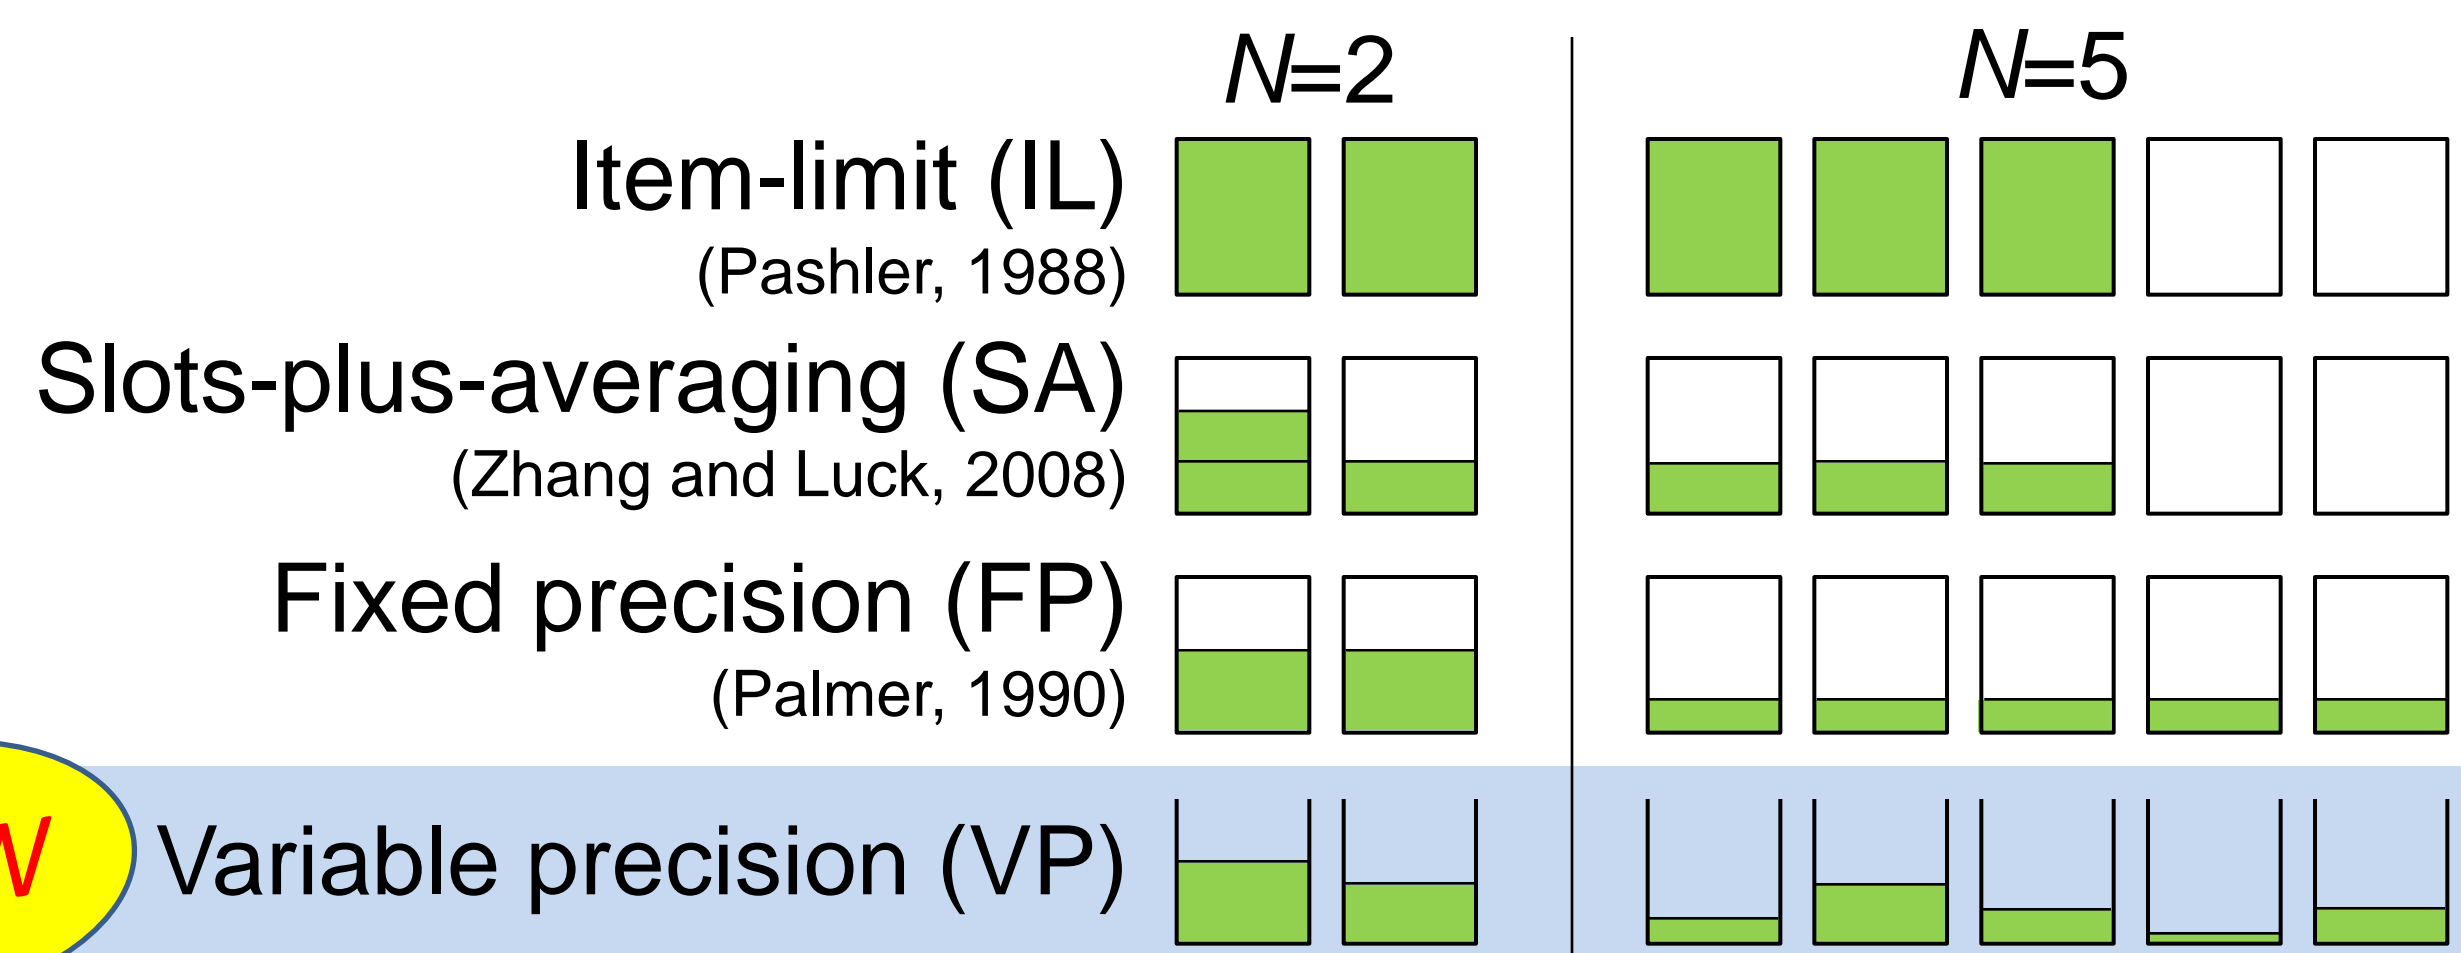 N=2 N=5
Item-limit (IL)
(Pashler, 1988)
Slots-plus-averaging (SA)
(Zhang and Luck, 2008)
Fixed precision (FP)
(Palmer, 1990)
Variable precision (VP)